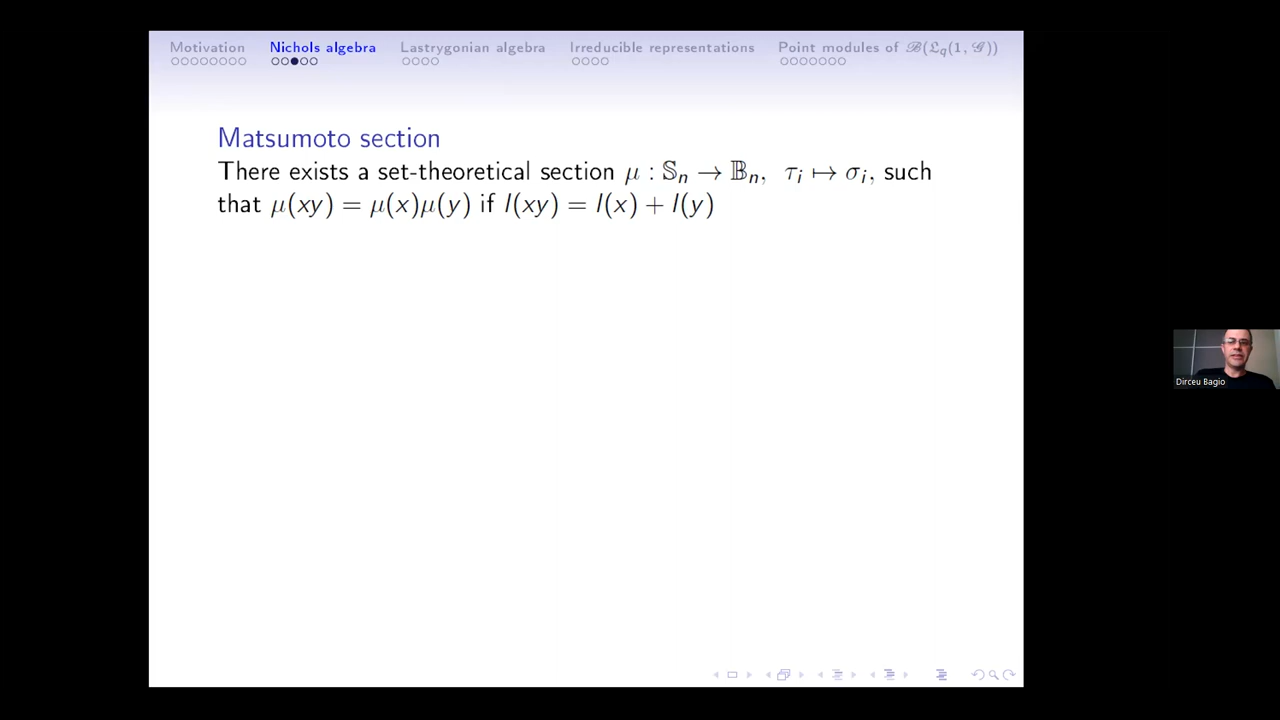 Motivation Nichols algebra Lastrygonian algebra Irreducible representations Point modules of ℬ(𝔏q(1, 𝒢))
Matsumoto section
There exists a set-theoretical section μ : 𝕊n → 𝔹n, τi ↦ σi, such
that μ(xy) = μ(x)μ(y) if l(xy) = l(x) + l(y)
Dirceu Bagio